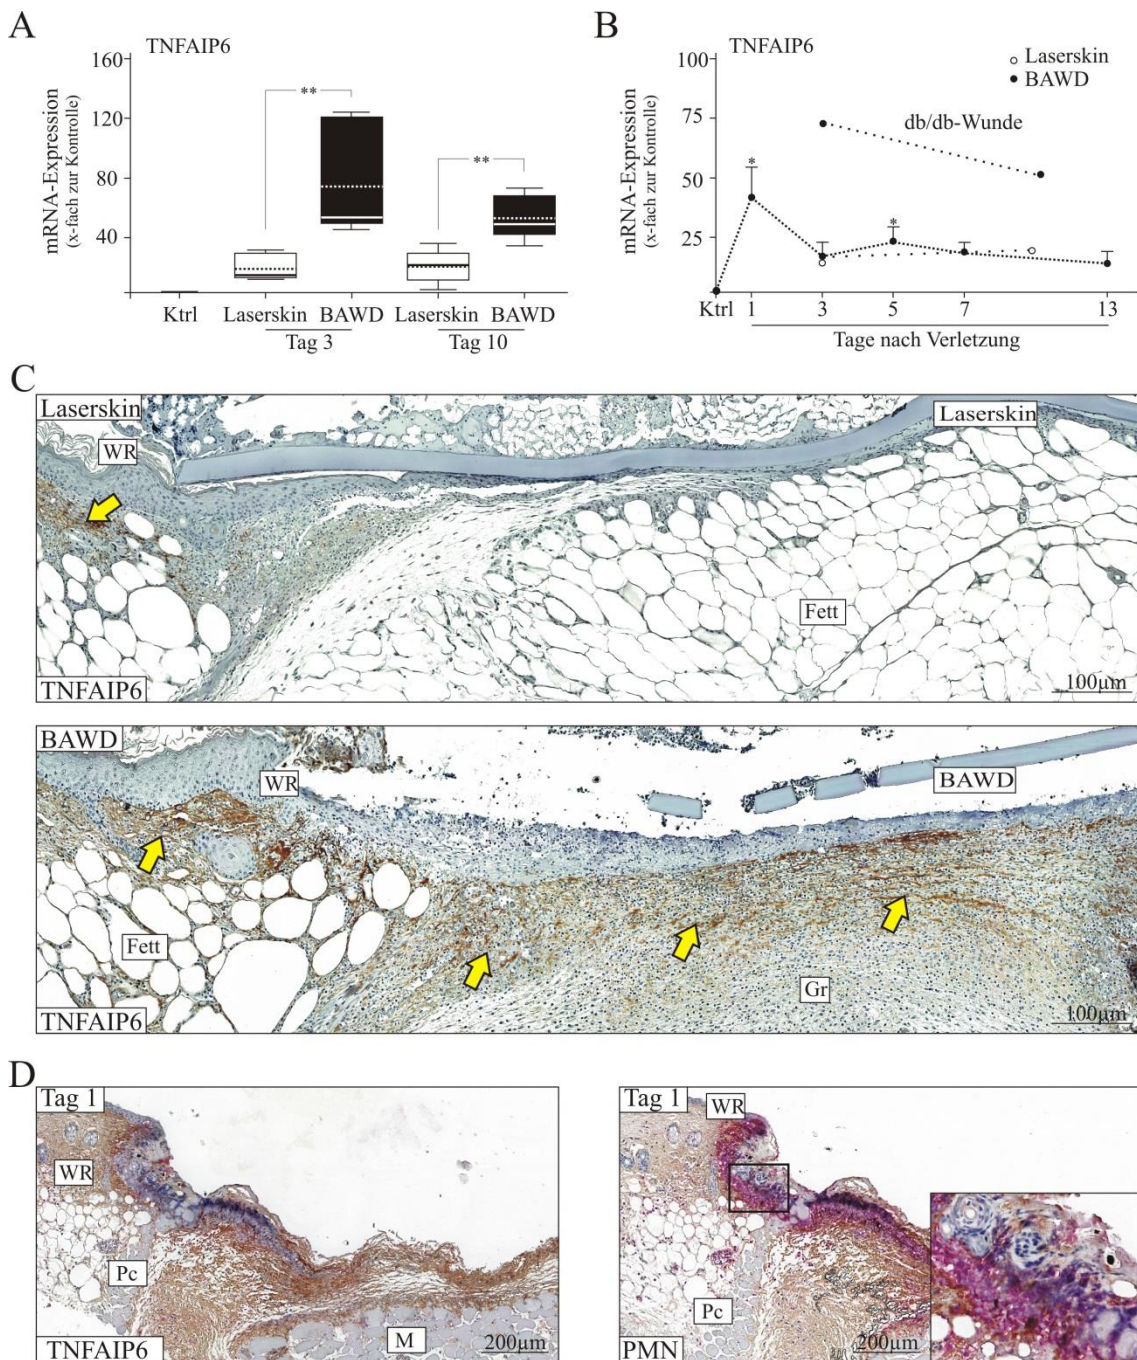 A
TNFAIP6
160
120
80
40
mRNA-Expression
(x-fach zur Kontrolle)
**
**
Ktrl
Laserskin
BAWD
Laserskin
BAWD
Tag 3
Tag 10
B
TNFAIP6
100
75
50
25
mRNA-Expression
(x-fach zur Kontrolle)
Laserskin
BAWD
db/db-Wunde
*
*
Ktrl
1
3
5
7
13
Tage nach Verletzung
C
Laserskin
WR
Laserskin
Fett
TNFAIP6
100µm
BAWD
WR
BAWD
Fett
Gr
TNFAIP6
100µm
D
Tag 1
WR
Pc
M
TNFAIP6
200µm
Tag 1
WR
Pc
PMN
200µm